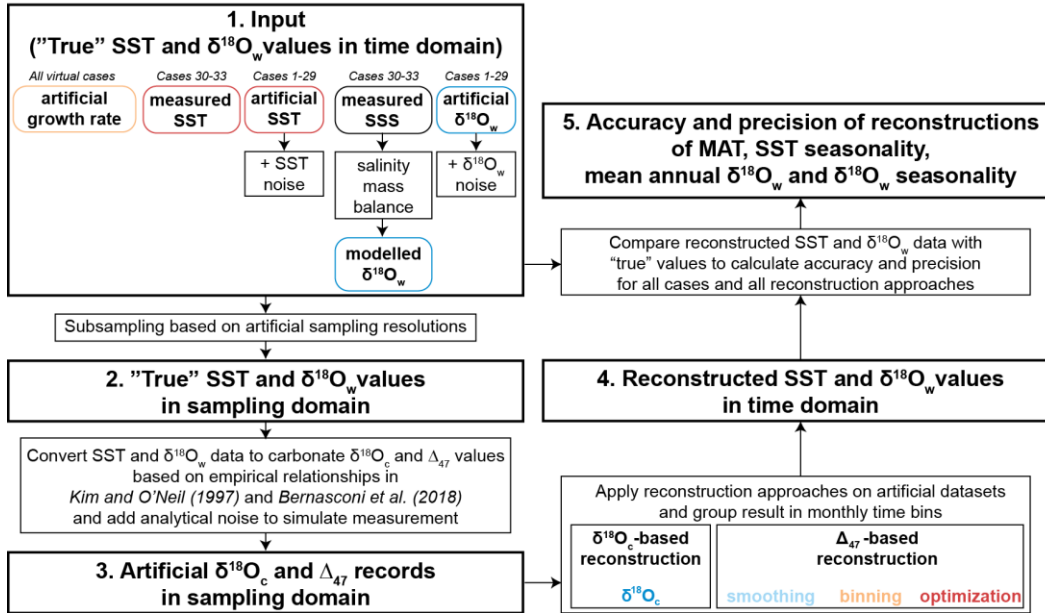 1. Input
("True" SST and δ¹⁸Ow values in time domain)
All virtual cases
Cases 30-33
Cases 1-29
Cases 30-33
Cases 1-29
artificial
growth rate
measured
SST
artificial
SST
measured
SSS
artificial
δ¹⁸Ow
+ SST
noise
salinity
mass
balance
+ δ¹⁸Ow
noise
modelled
δ¹⁸Ow
Subsampling based on artificial sampling resolutions
2. "True" SST and δ¹⁸Ow values
in sampling domain
Convert SST and δ¹⁸Ow data to carbonate δ¹⁸Oc and Δ47 values
based on empirical relationships in
Kim and O'Neil (1997) and Bernasconi et al. (2018)
and add analytical noise to simulate measurement
3. Artificial δ¹⁸Oc and Δ47 records
in sampling domain
5. Accuracy and precision of reconstructions
of MAT, SST seasonality,
mean annual δ¹⁸Ow and δ¹⁸Ow seasonality
Compare reconstructed SST and δ¹⁸Ow data with
"true" values to calculate accuracy and precision
for all cases and all reconstruction approaches
4. Reconstructed SST and δ¹⁸Ow values
in time domain
Apply reconstruction approaches on artificial datasets
and group result in monthly time bins
δ¹⁸Oc-based
reconstruction
δ¹⁸Oc
Δ47 -based
reconstruction
smoothing binning optimization